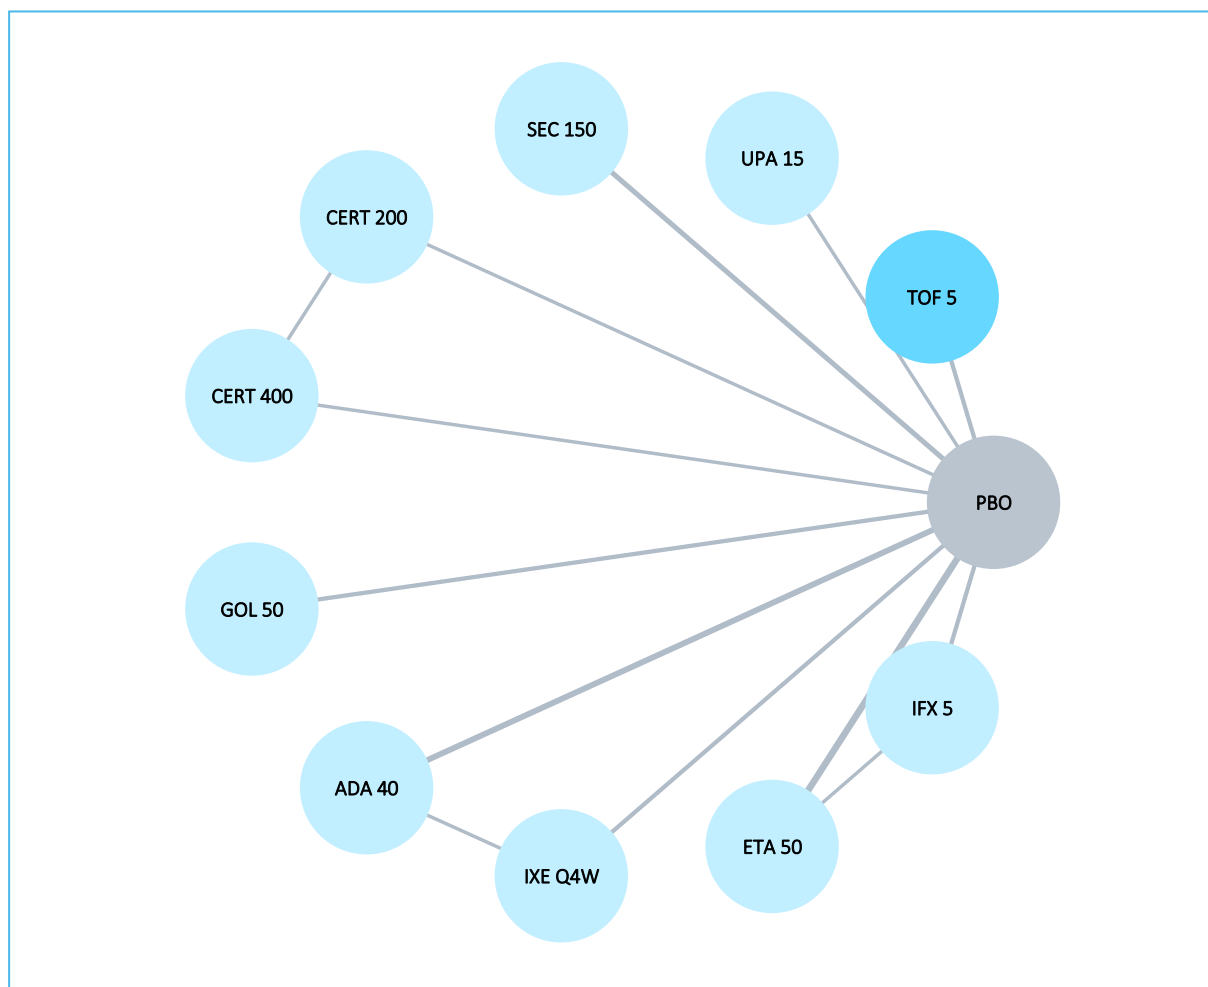 SEC 150
UPA 15
CERT 200
TOF 5
CERT 400
PBO
GOL 50
IFX 5
ADA 40
ETA 50
IXE Q4W